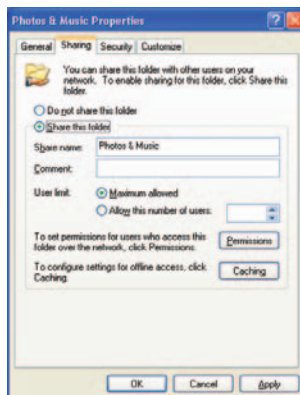 Photos & Music Properties
General Sharing Security Customize
You can share this folder with other users on your
network. To enable sharing for this folder, click Share this
folder.
Do not share this folder
Share this folder
Share name: Photos & Music
Comment:
User limit: Maximum allowed
Allow this number of users:
To set permissions for users who access this
folder over the network, click Permissions.
Permissions
To configure settings for offline access, click
Caching.
Caching
OK Cancel Apply